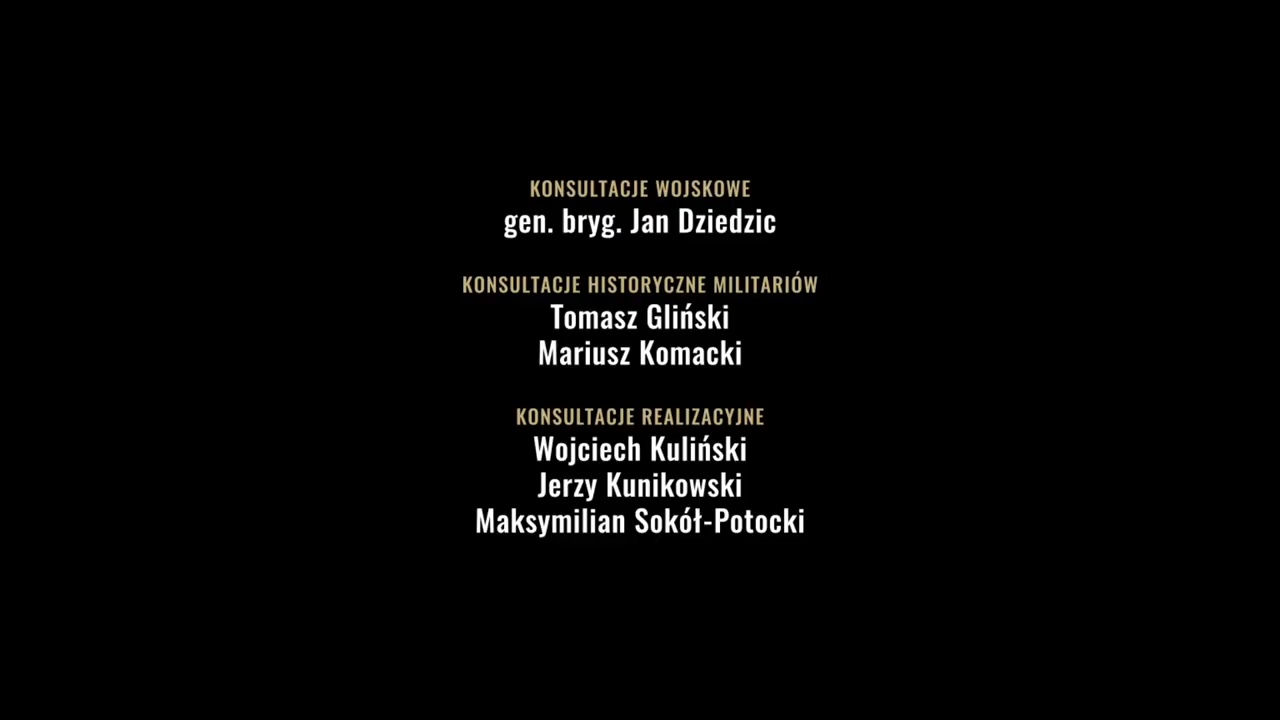 KONSULTACJE WOJSKOWE
gen. bryg. Jan Dziedzic
KONSULTACJE HISTORYCZNE MILITARIÓW
Tomasz Gliński
Mariusz Komacki
KONSULTACJE REALIZACYJNE
Wojciech Kuliński
Jerzy Kunikowski
Maksymilian Sokół-Potocki